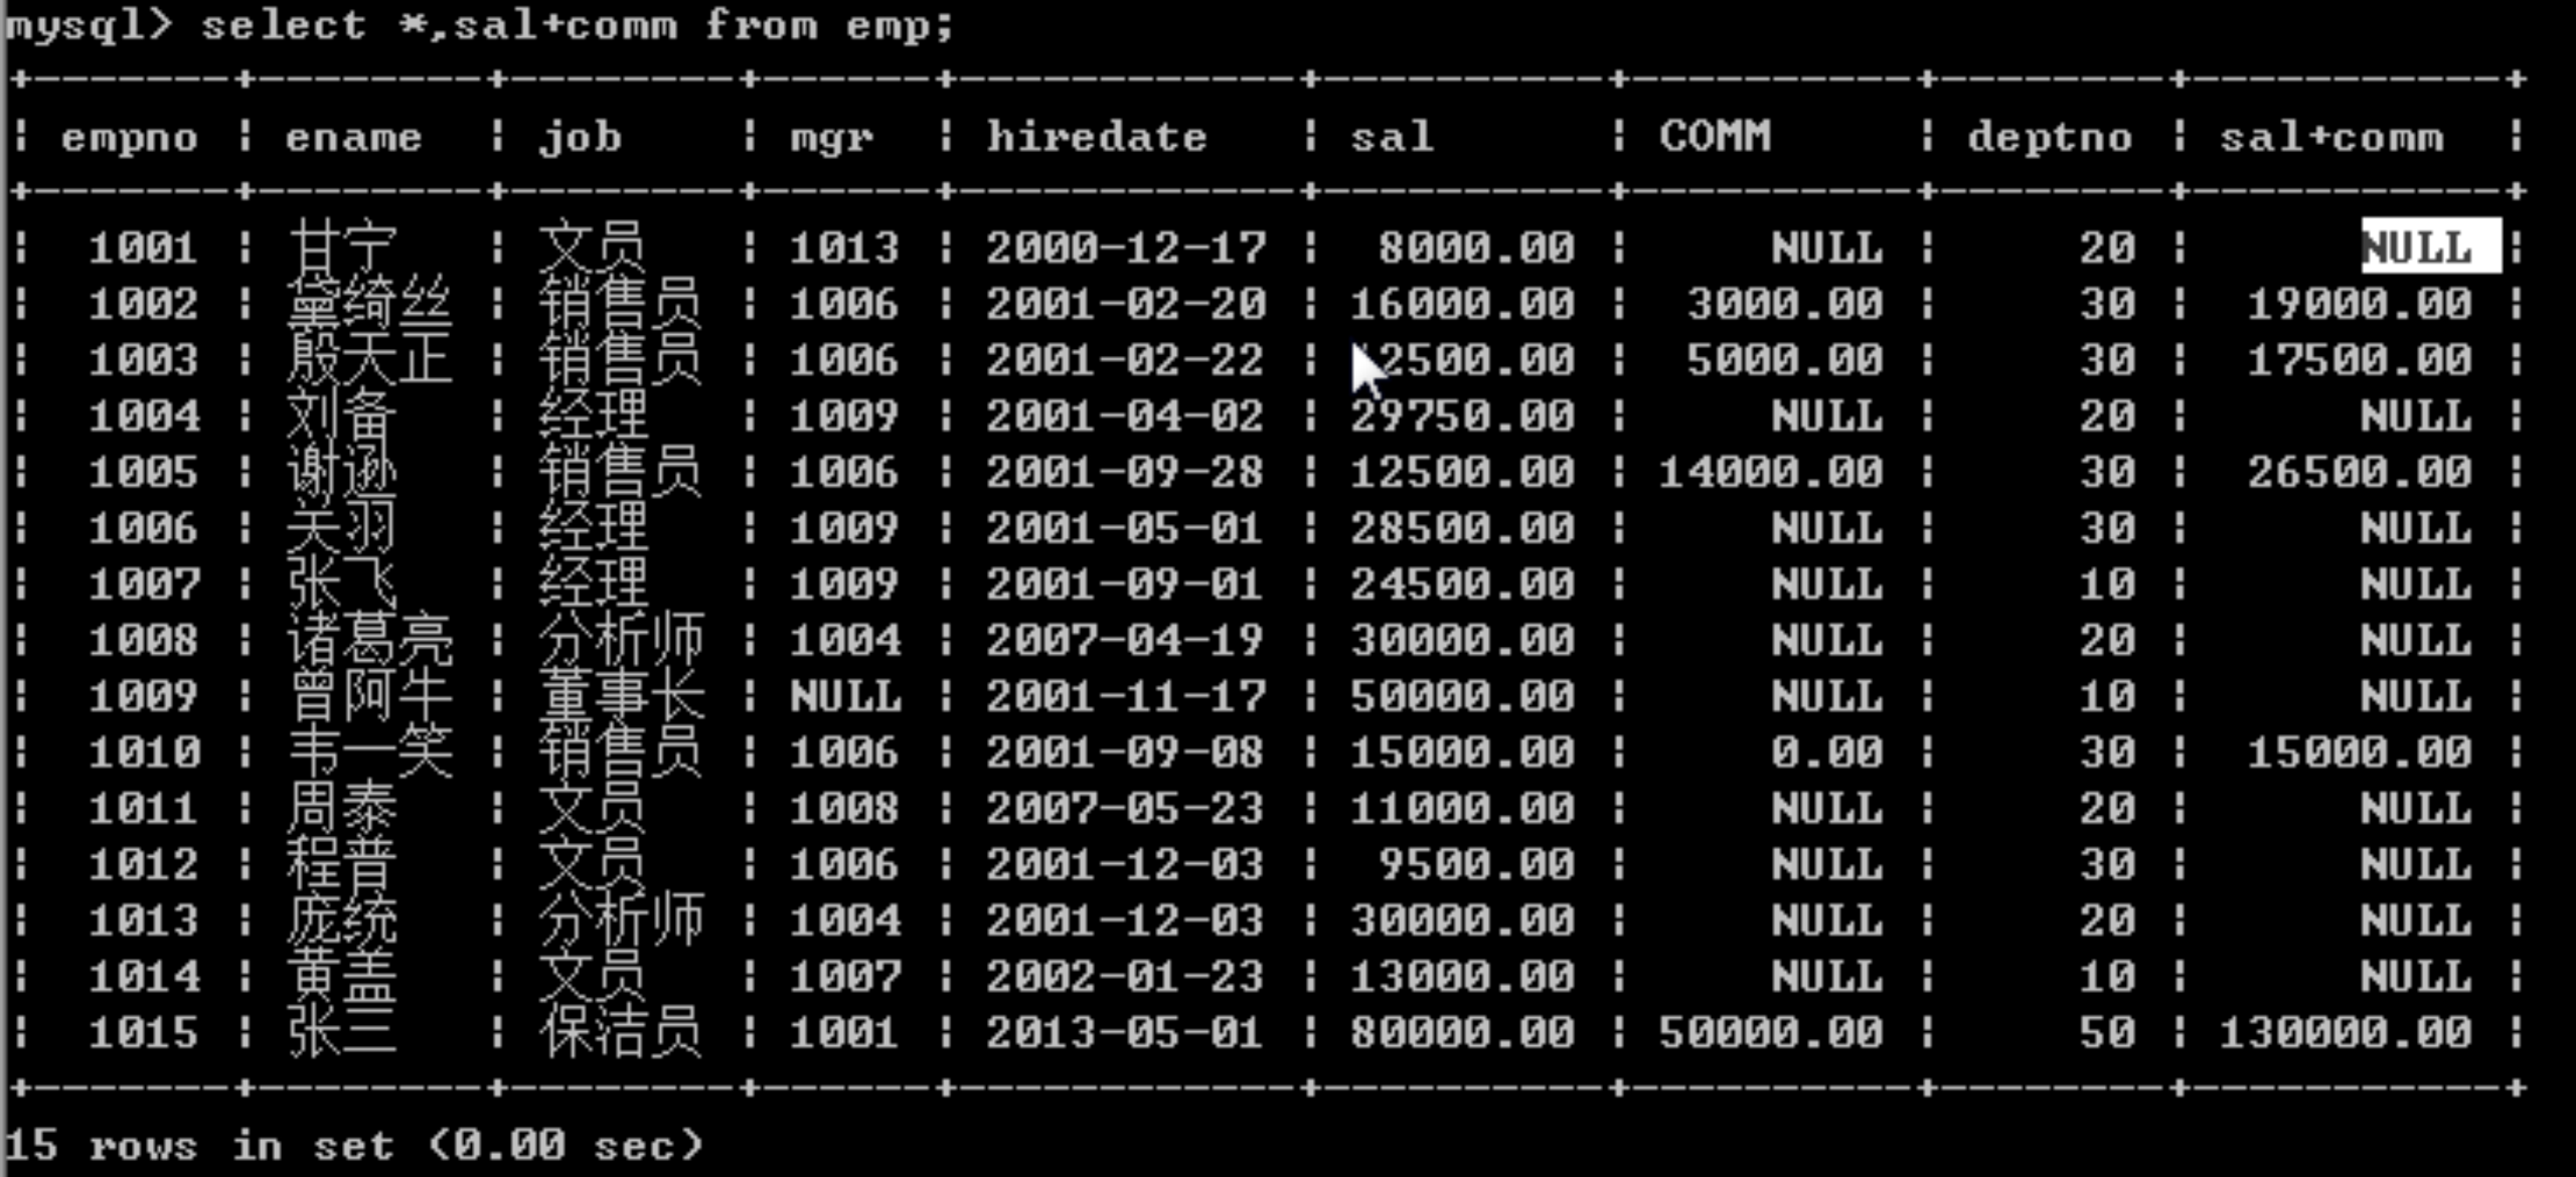 mysql> select *,sal+comm from emp;
+-------+--------+--------+------+------------+----------+----------+--------+-----------+
| empno | ename | job | mgr | hiredate | sal | COMM | deptno | sal+comm |
+-------+--------+--------+------+------------+----------+----------+--------+-----------+
| 1001 | 甘宁 | 文员 | 1013 | 2000-12-17 | 8000.00 | NULL | 20 | NULL |
| 1002 | 黛绮丝 | 销售员 | 1006 | 2001-02-20 | 16000.00 | 3000.00 | 30 | 19000.00 |
| 1003 | 殷天正 | 销售员 | 1006 | 2001-02-22 | 2500.00 | 5000.00 | 30 | 17500.00 |
| 1004 | 刘备 | 经理 | 1009 | 2001-04-02 | 29750.00 | NULL | 20 | NULL |
| 1005 | 谢逊 | 销售员 | 1006 | 2001-09-28 | 12500.00 | 14000.00 | 30 | 26500.00 |
| 1006 | 关羽 | 经理 | 1009 | 2001-05-01 | 28500.00 | NULL | 30 | NULL |
| 1007 | 张飞 | 经理 | 1009 | 2001-09-01 | 24500.00 | NULL | 10 | NULL |
| 1008 | 诸葛亮 | 分析师 | 1004 | 2007-04-19 | 30000.00 | NULL | 20 | NULL |
| 1009 | 曾阿牛 | 董事长 | NULL | 2001-11-17 | 50000.00 | NULL | 10 | NULL |
| 1010 | 韦一笑 | 销售员 | 1006 | 2001-09-08 | 15000.00 | 0.00 | 30 | 15000.00 |
| 1011 | 周泰 | 文员 | 1008 | 2007-05-23 | 11000.00 | NULL | 20 | NULL |
| 1012 | 程普 | 文员 | 1006 | 2001-12-03 | 9500.00 | NULL | 30 | NULL |
| 1013 | 庞统 | 分析师 | 1004 | 2001-12-03 | 30000.00 | NULL | 20 | NULL |
| 1014 | 黄盖 | 文员 | 1007 | 2002-01-23 | 13000.00 | NULL | 10 | NULL |
| 1015 | 张三 | 保洁员 | 1001 | 2013-05-01 | 80000.00 | 50000.00 | 50 | 130000.00 |
+-------+--------+--------+------+------------+----------+----------+--------+-----------+
15 rows in set (0.00 sec)